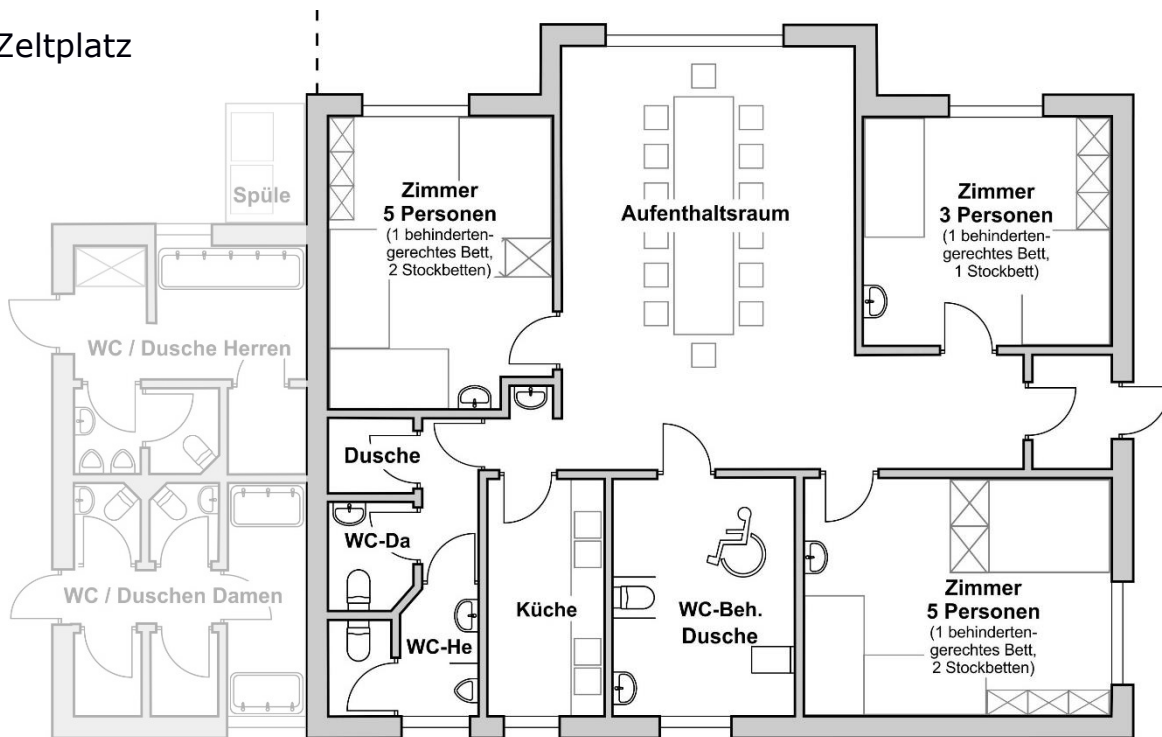 Zeltplatz
Spüle
Zimmer
5 Personen
(1 behinderten-
gerechtes Bett,
2 Stockbetten)
Aufenthaltsraum
Zimmer
3 Personen
(1 behinderten-
gerechtes Bett,
1 Stockbett)
WC / Dusche Herren
Dusche
WC-Da
WC / Duschen Damen
WC-He
Küche
WC-Beh.
Dusche
Zimmer
5 Personen
(1 behinderten-
gerechtes Bett,
2 Stockbetten)